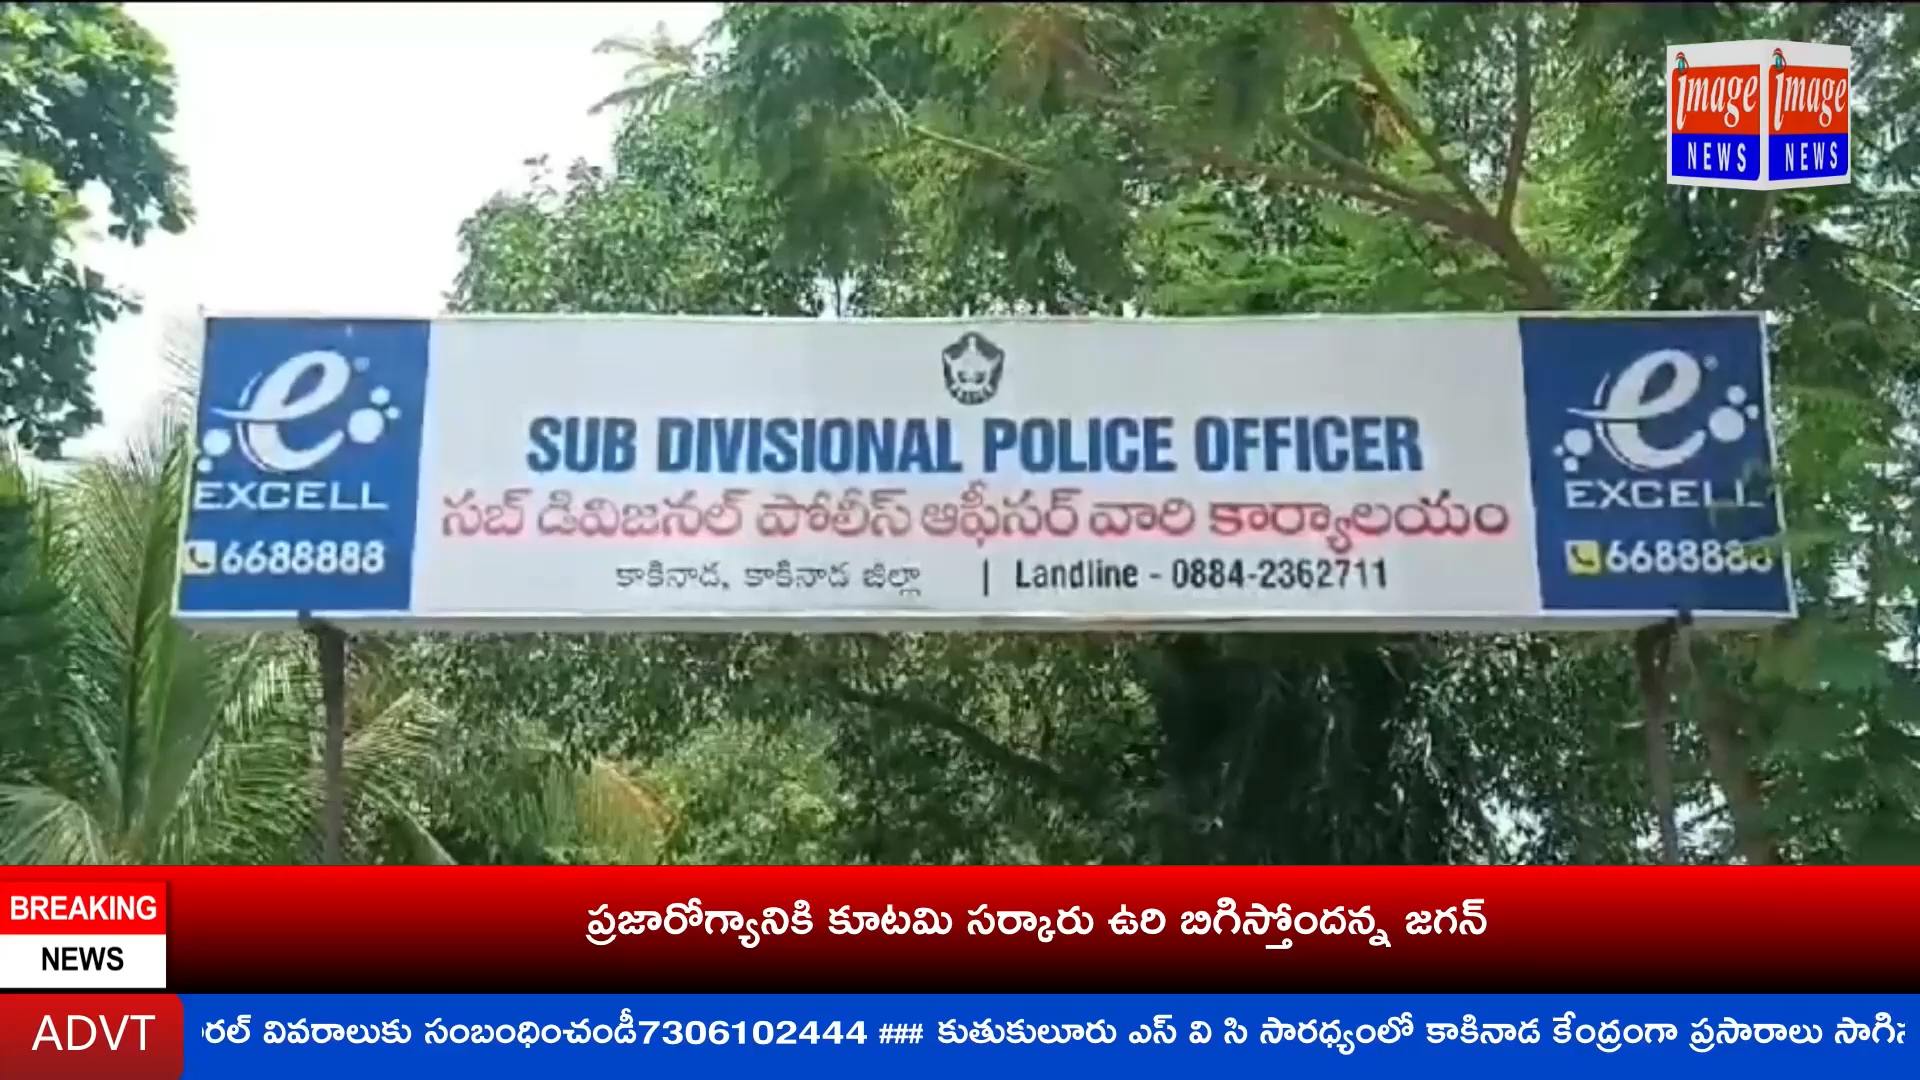 image image
NEWS NEWS
SUB DIVISIONAL POLICE OFFICER
సబ్ డివిజనల్ పోలీస్ ఆఫీసర్ వారి కార్యాలయం
కాకినాడ, కాకినాడ జిల్లా | Landline - 0884-2362711
e
EXCELL
6688888
e
EXCELL
6688888
BREAKING
NEWS
ప్రజారోగ్యానికి కూటమి సర్కారు ఉరి బిగిస్తోందన్న జగన్
ADVT
వివరాలుకు సంబంధించండీ7306102444 ### కుతుకులూరు ఎస్ వి సి సారధ్యంలో కాకినాడ కేంద్రంగా ప్రసారాలు